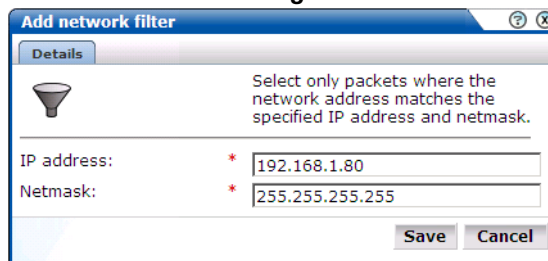 Add network filter
Details
Select only packets where the
network address matches the
specified IP address and netmask.
IP address: * 192.168.1.80
Netmask: * 255.255.255.255
Save Cancel